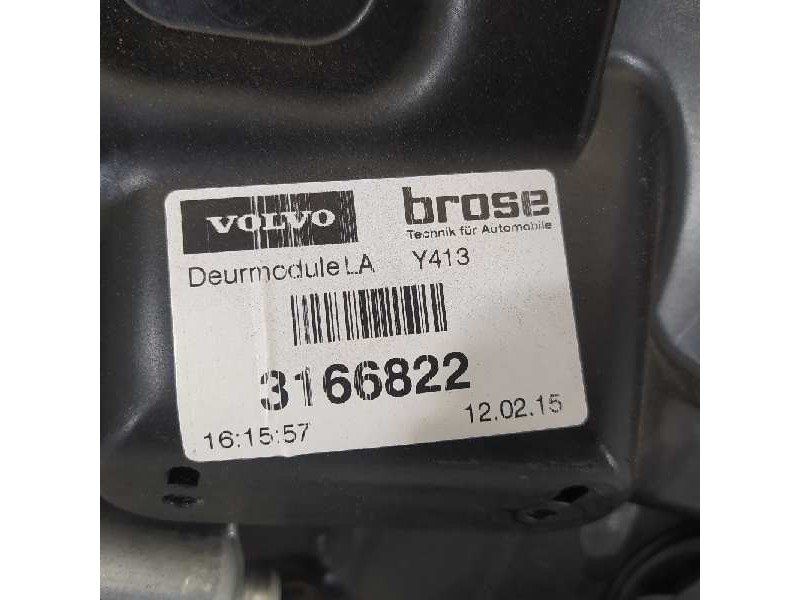 VOLVO
brose
Technik für Automobile
Deurmodule LA Y413
3166822
16:15:57
12.02.15